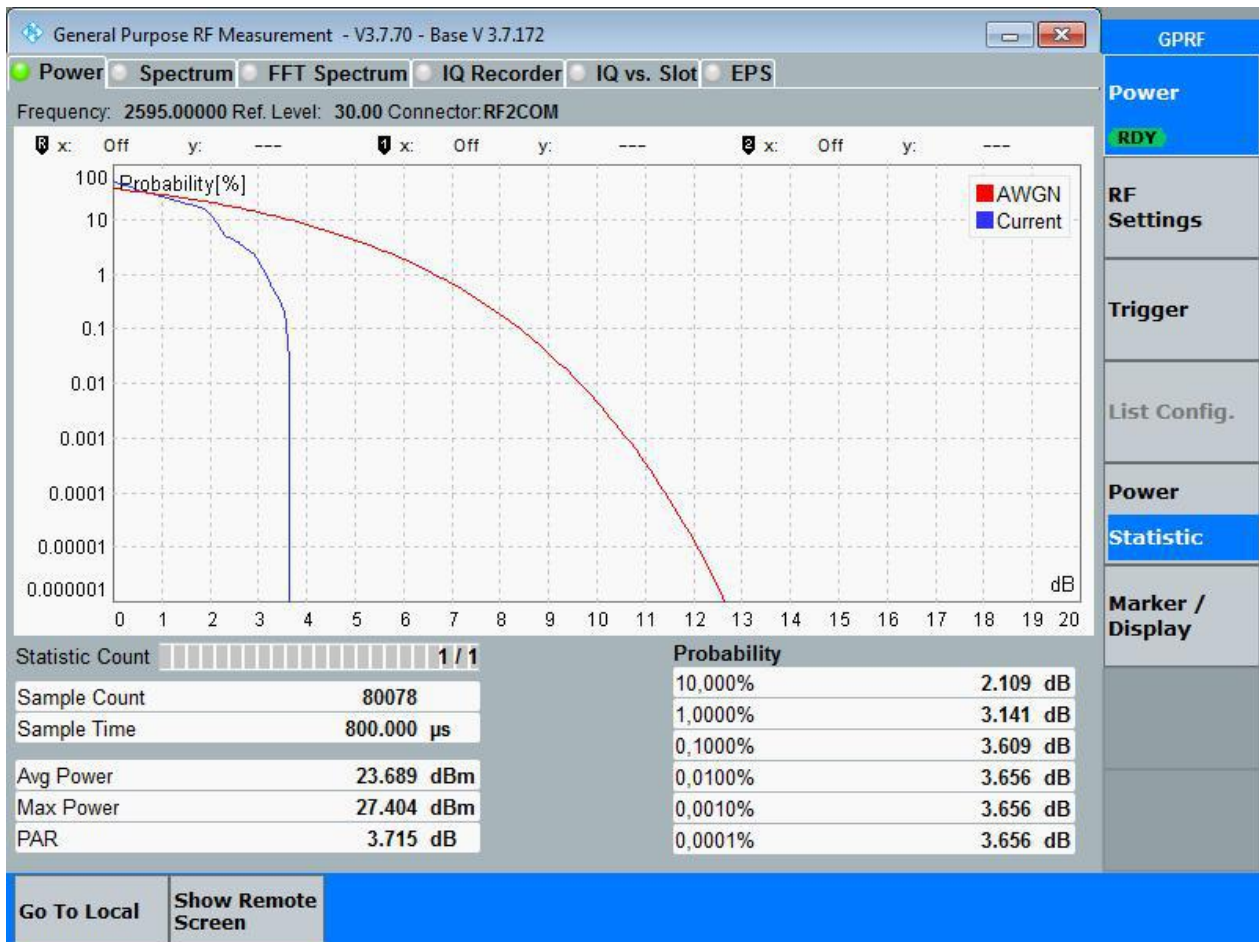 General Purpose RF Measurement - V3.7.70 - Base V 3.7.172
GPRF
Power Spectrum FFT Spectrum IQ Recorder IQ vs. Slot EPS
Frequency: 2595.00000 Ref. Level: 30.00 Connector: RF2COM
R x: Off y: --- 1 x: Off y: --- 2 x: Off y: ---
Probability[%]
AWGN
Current
100
10
1
0.1
0.01
0.001
0.0001
0.00001
0.000001
dB
0 1 2 3 4 5 6 7 8 9 10 11 12 13 14 15 16 17 18 19 20
Statistic Count 1 / 1
Sample Count 80078
Sample Time 800.000 µs
Avg Power 23.689 dBm
Max Power 27.404 dBm
PAR 3.715 dB
Probability
10,000% 2.109 dB
1,0000% 3.141 dB
0,1000% 3.609 dB
0,0100% 3.656 dB
0,0010% 3.656 dB
0,0001% 3.656 dB
Power
RDY
RF
Settings
Trigger
List Config.
Power
Statistic
Marker /
Display
Go To Local
Show Remote
Screen